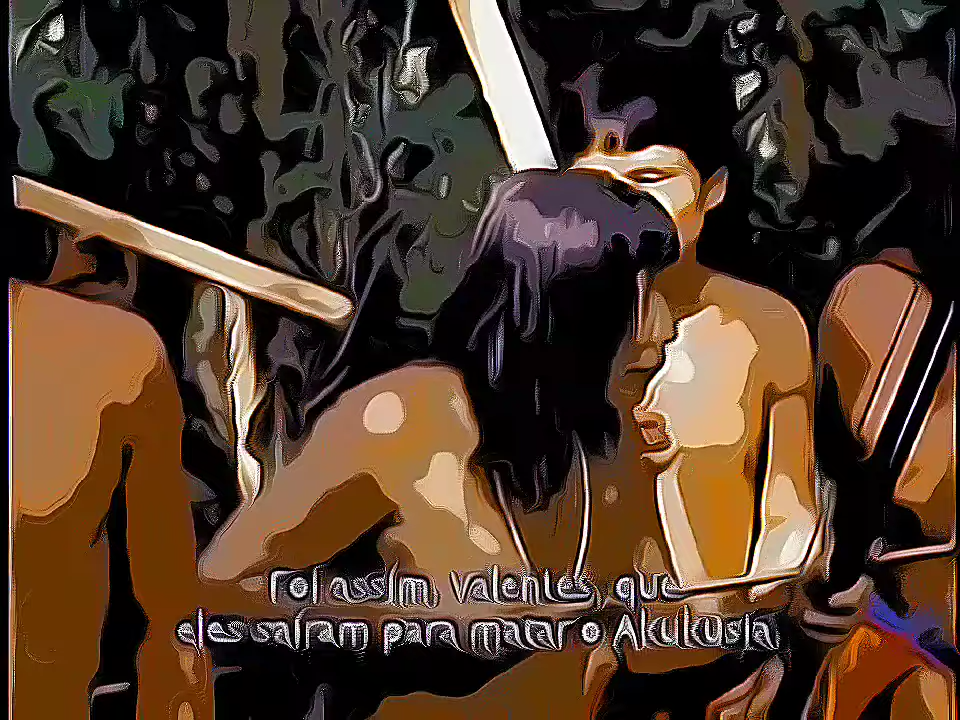 Foi assim, valentes, que
eles saíram para matar o Akukusia